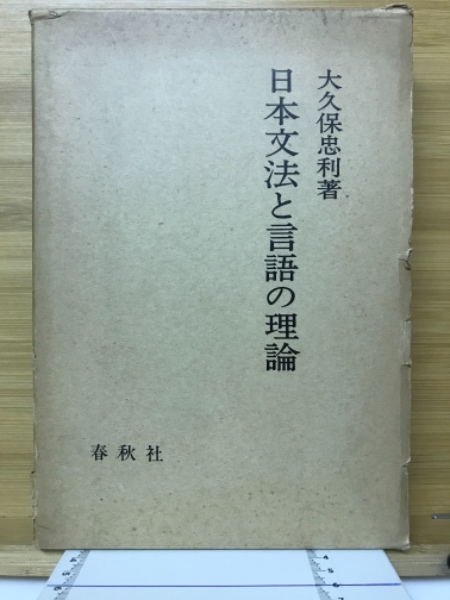 大久保忠利著
日本文法と言語の理論
春秋社